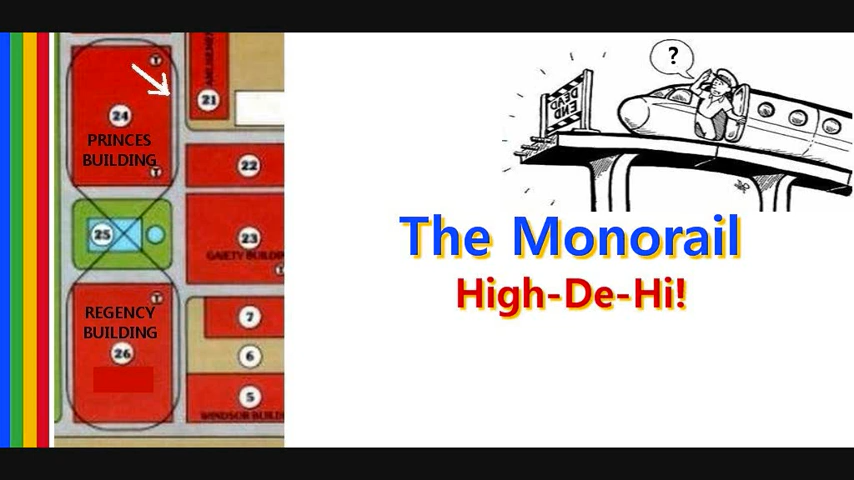 T
24
PRINCES
BUILDING
T
21
22
25
23
GAIETY BUILDI
T
T
REGENCY
BUILDING
26
7
6
5
WINDSOR BUILD
?
DEAD
END
The Monorail
High-De-Hi!